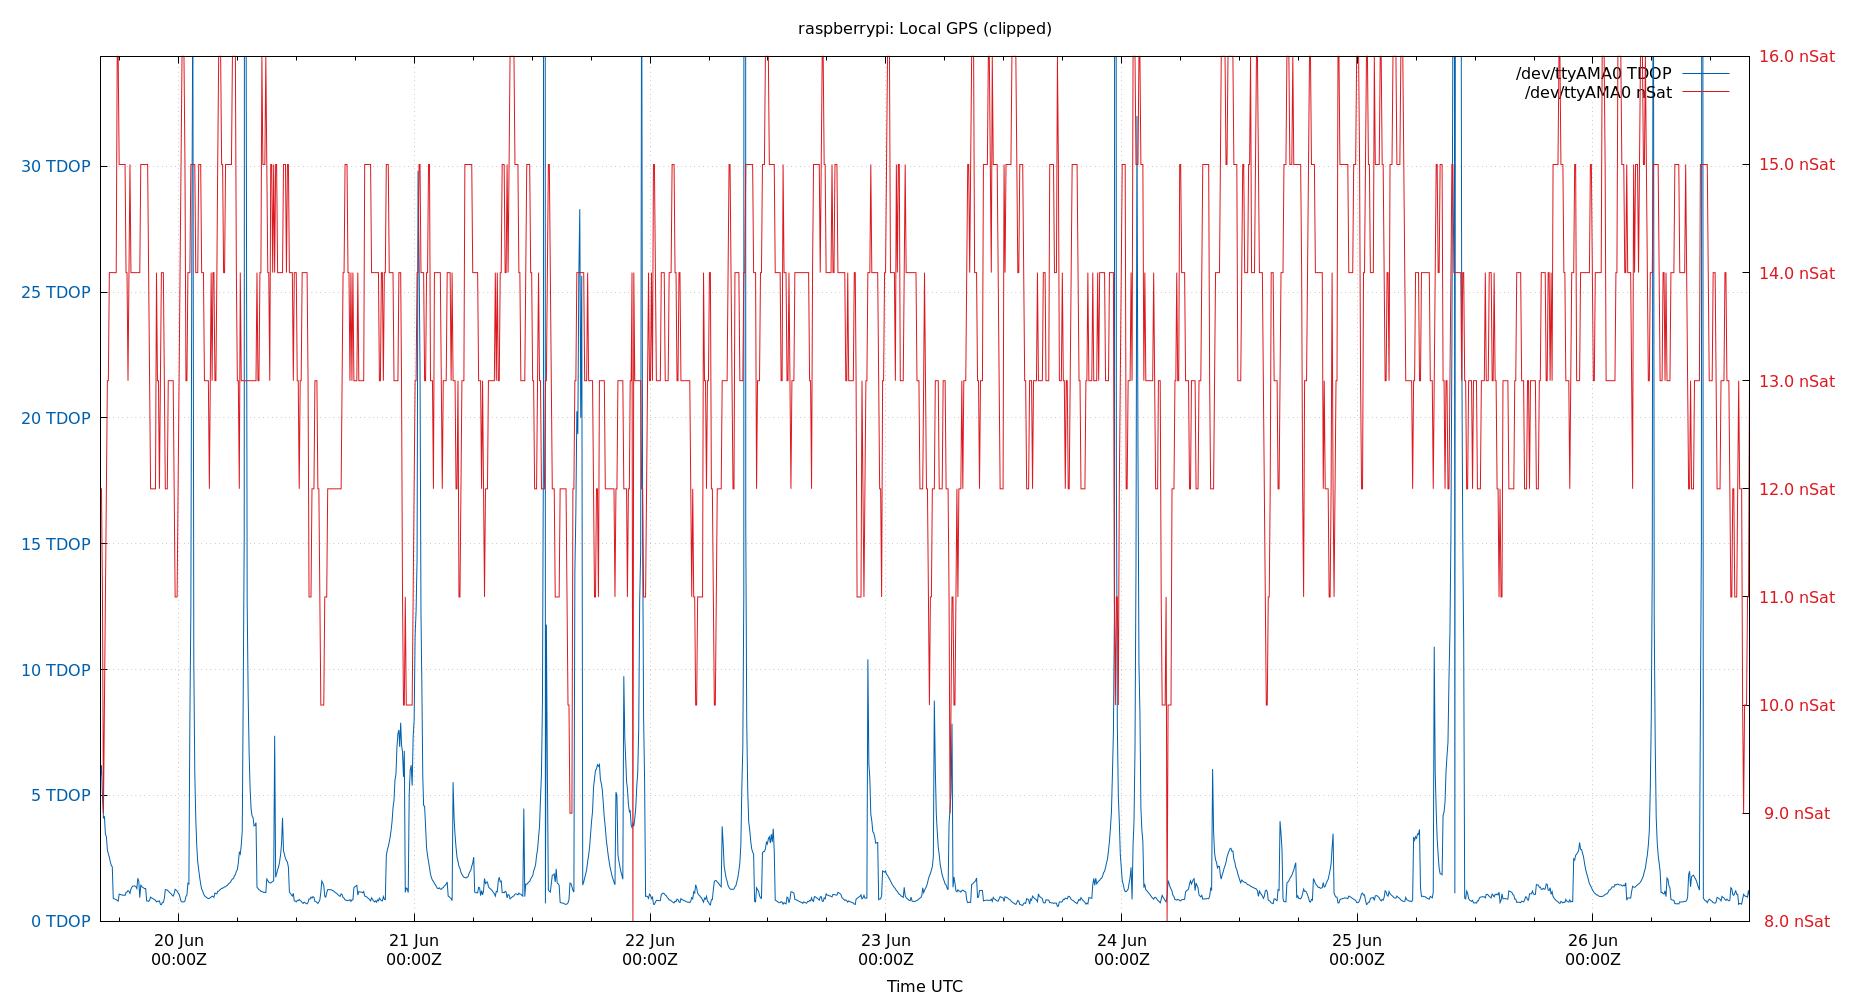 raspberrypi: Local GPS (clipped)
/dev/ttyAMA0 TDOP
/dev/ttyAMA0 nSat
30 TDOP
25 TDOP
20 TDOP
15 TDOP
10 TDOP
5 TDOP
0 TDOP
16.0 nSat
15.0 nSat
14.0 nSat
13.0 nSat
12.0 nSat
11.0 nSat
10.0 nSat
9.0 nSat
8.0 nSat
20 Jun
00:00Z
21 Jun
00:00Z
22 Jun
00:00Z
23 Jun
00:00Z
24 Jun
00:00Z
25 Jun
00:00Z
26 Jun
00:00Z
Time UTC